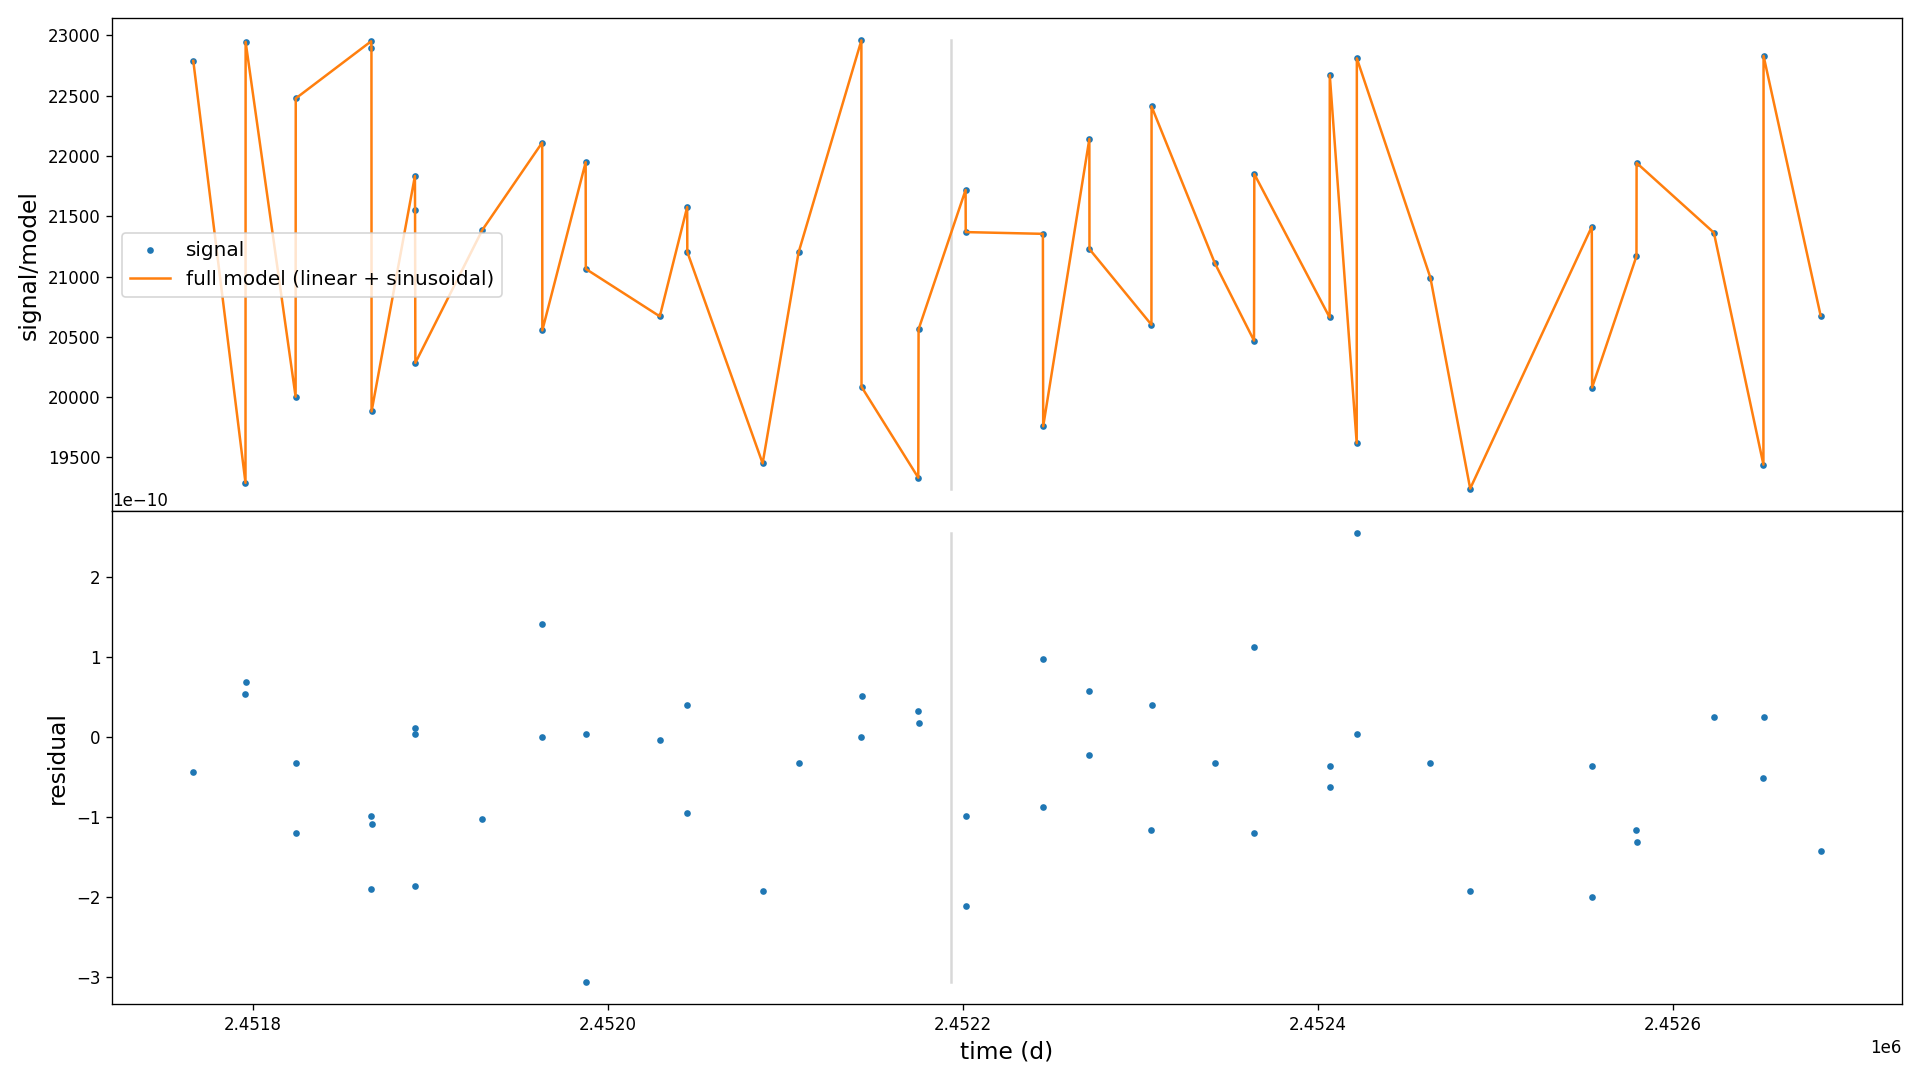 23000
22500
22000
21500
21000
20500
20000
19500
signal/model
signal
full model (linear + sinusoidal)
1e−10
2
1
0
−1
−2
−3
residual
2.4518
2.4520
2.4522
2.4524
2.4526
time (d)
1e6